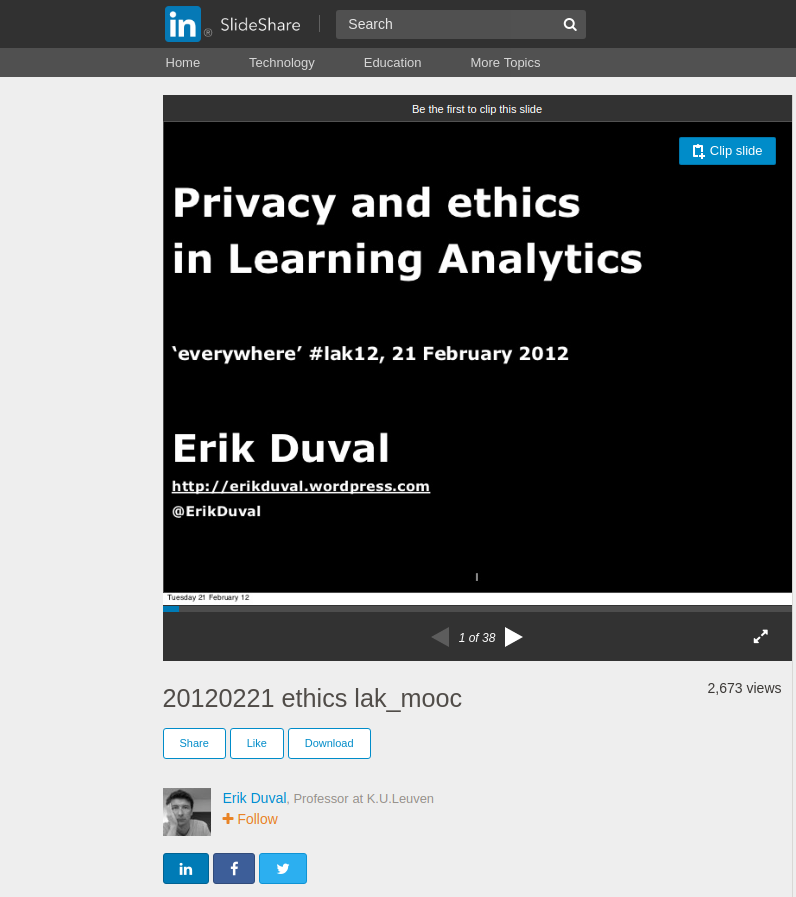 in ® SlideShare
Search
Home Technology Education More Topics
Be the first to clip this slide
Clip slide
Privacy and ethics
in Learning Analytics
‘everywhere’ #lak12, 21 February 2012
Erik Duval
http://erikduval.wordpress.com
@ErikDuval
Tuesday 21 February 12
1 of 38
20120221 ethics lak_mooc
2,673 views
Share Like Download
Erik Duval, Professor at K.U.Leuven
Follow
in f